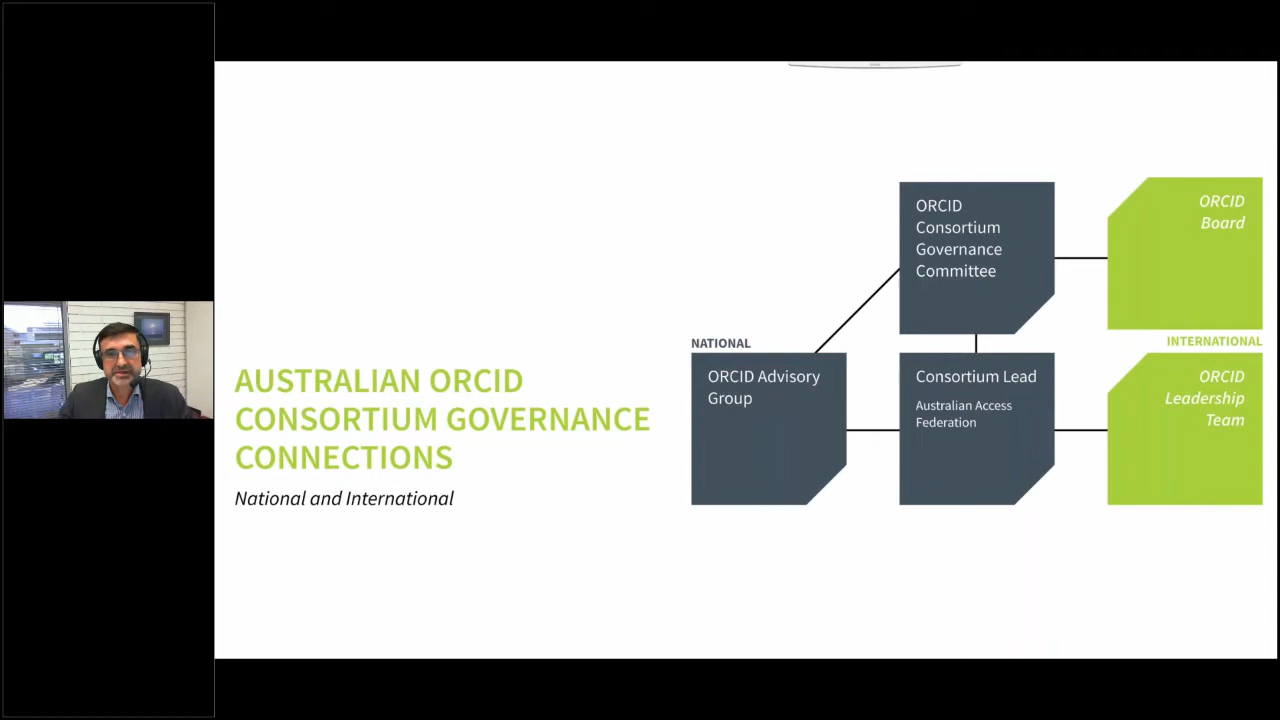 AUSTRALIAN ORCID
CONSORTIUM GOVERNANCE
CONNECTIONS
National and International
ORCID
Consortium
Governance
Committee
ORCID
Board
NATIONAL
INTERNATIONAL
ORCID Advisory
Group
Consortium Lead
Australian Access
Federation
ORCID
Leadership
Team